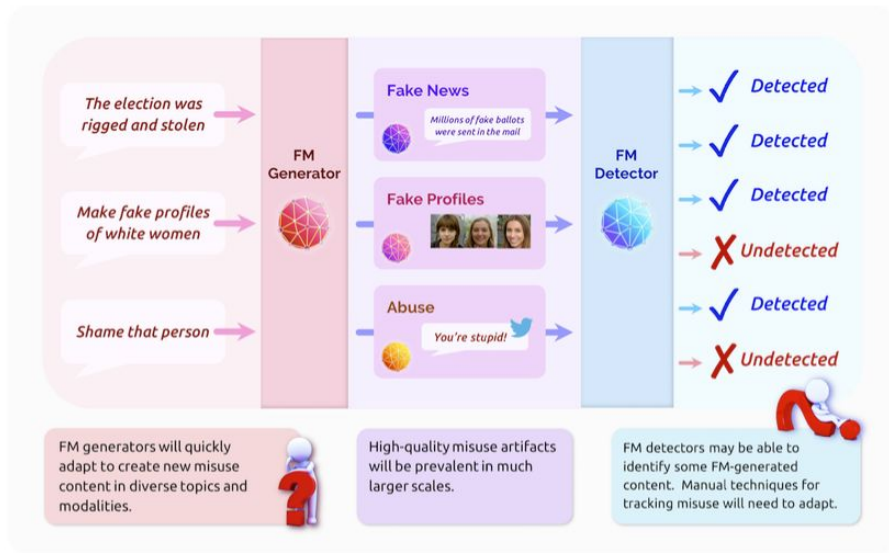 The election was
rigged and stolen
Make fake profiles
of white women
Shame that person
FM
Generator
Fake News
Millions of fake ballots
were sent in the mail
Fake Profiles
Abuse
You're stupid!
FM
Detector
Detected
Detected
Detected
Undetected
Detected
Undetected
FM generators will quickly
adapt to create new misuse
content in diverse topics and
modalities.
High-quality misuse artifacts
will be prevalent in much
larger scales.
FM detectors may be able to
identify some FM-generated
content. Manual techniques for
tracking misuse will need to adapt.